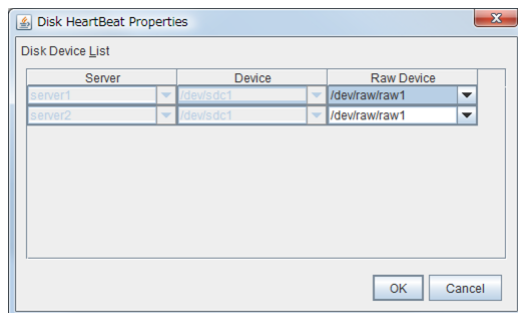 Disk HeartBeat Properties
Disk Device List
Server Device Raw Device
server1 /dev/sdc1 /dev/raw/raw1
server2 /dev/sdc1 /dev/raw/raw1
OK Cancel